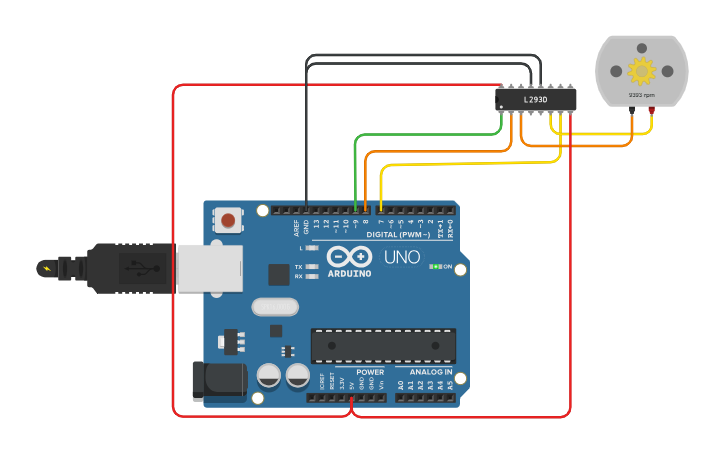 L293D
9393 rpm
AREF
GND
13
12
~11
~10
~9
8
7
~6
~5
4
~3
2
TX→1
RX←0
DIGITAL (PWM~)
L
TX
RX
ARDUINO
UNO
ON
POWER
ANALOG IN
IOREF
RESET
3.3V
5V
GND
GND
Vin
A0
A1
A2
A3
A4
A5